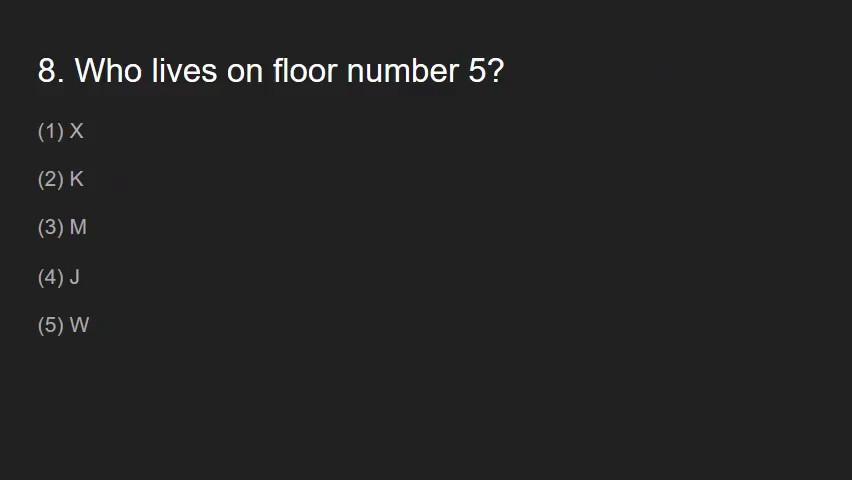 8. Who lives on floor number 5?
(1) X
(2) K
(3) M
(4) J
(5) W